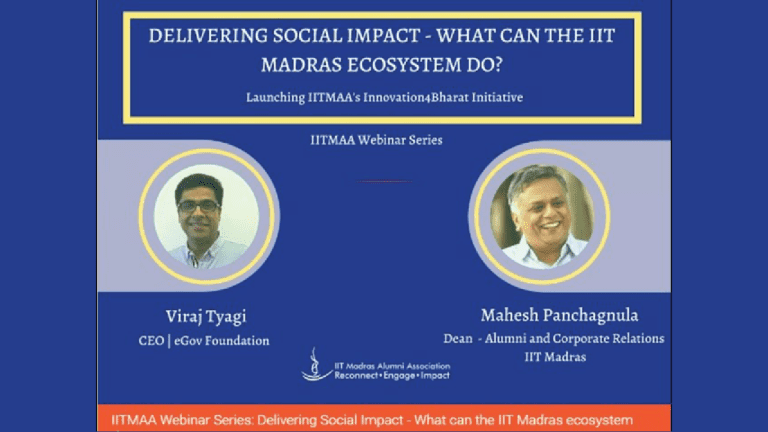 DELIVERING SOCIAL IMPACT - WHAT CAN THE IIT
MADRAS ECOSYSTEM DO?
Launching IITMAA's Innovation4Bharat Initiative
IITMAA Webinar Series
Viraj Tyagi
CEO | eGov Foundation
Mahesh Panchagnula
Dean - Alumni and Corporate Relations
IIT Madras
IIT Madras Alumni Association
Reconnect•Engage•Impact
IITMAA Webinar Series: Delivering Social Impact - What can the IIT Madras ecosystem